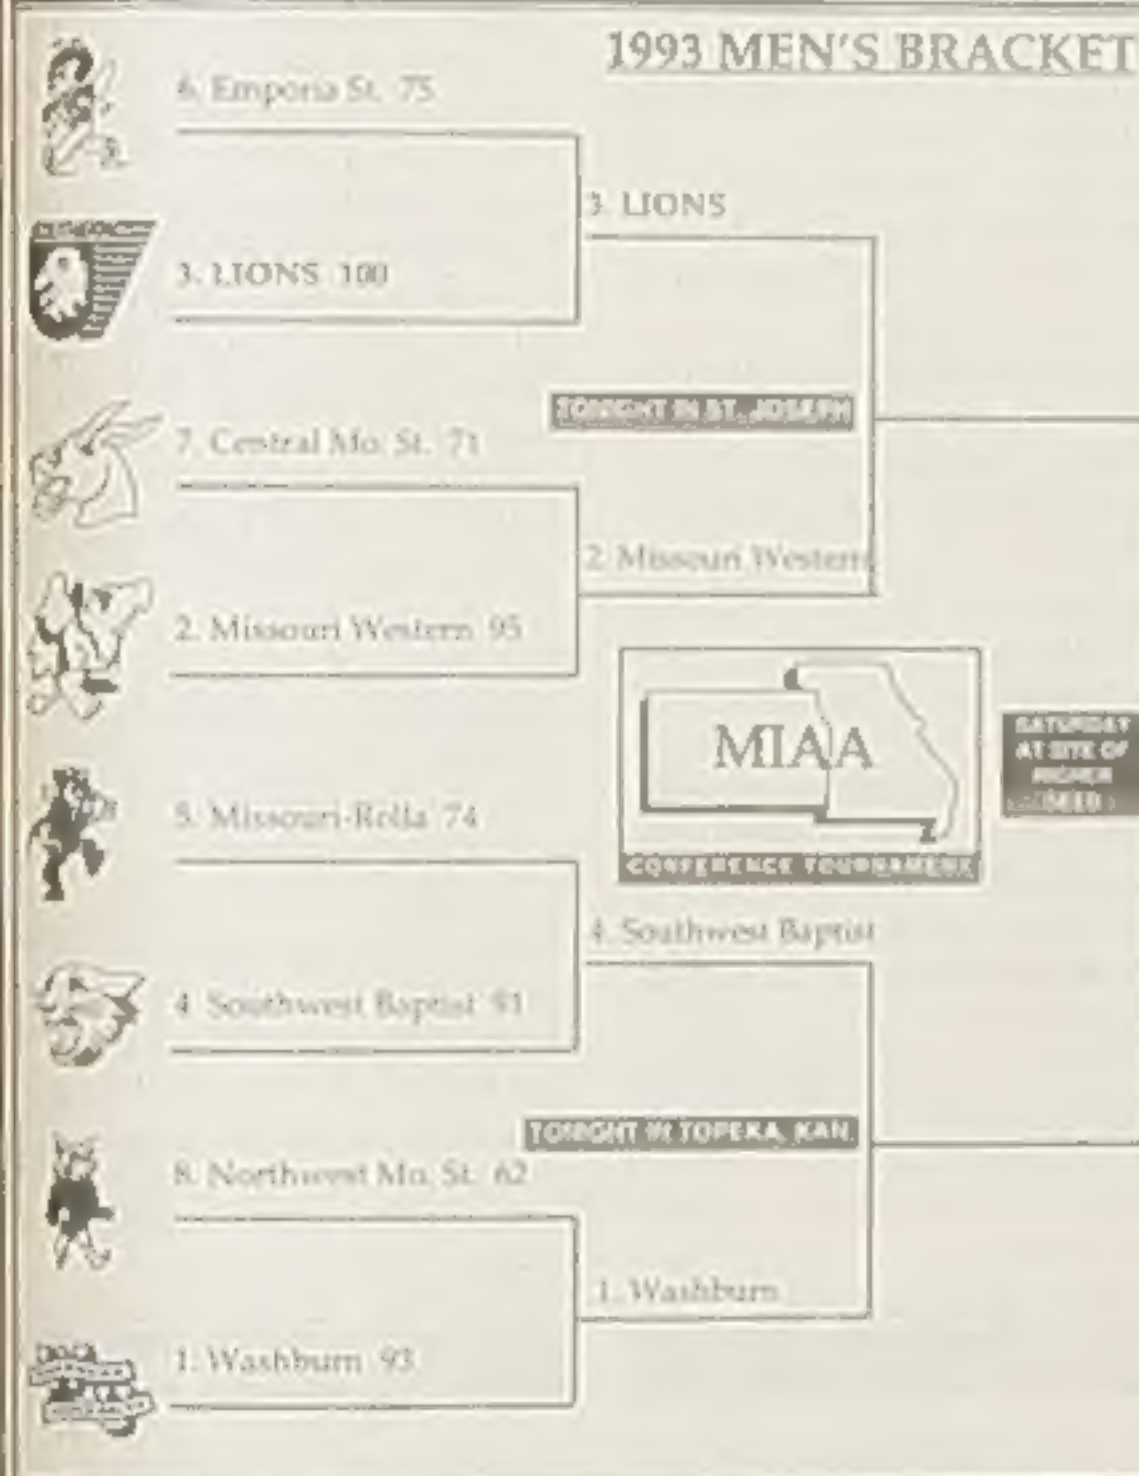 1993 MEN'S BRACKET
6. Emporia St. 75
3. LIONS
3. LIONS 100
TONIGHT IN ST. JOSEPH
7. Central Mo. St. 71
2. Missouri Western
2. Missouri Western 95
MIAA
CONFERENCE TOURNAMENT
SATURDAY
AT SITE OF
HIGHER
SEED
5. Missouri-Rolla 74
4. Southwest Baptist
4. Southwest Baptist 91
TONIGHT IN TOPEKA, KAN.
8. Northwest Mo. St. 62
1. Washburn
1. Washburn 93